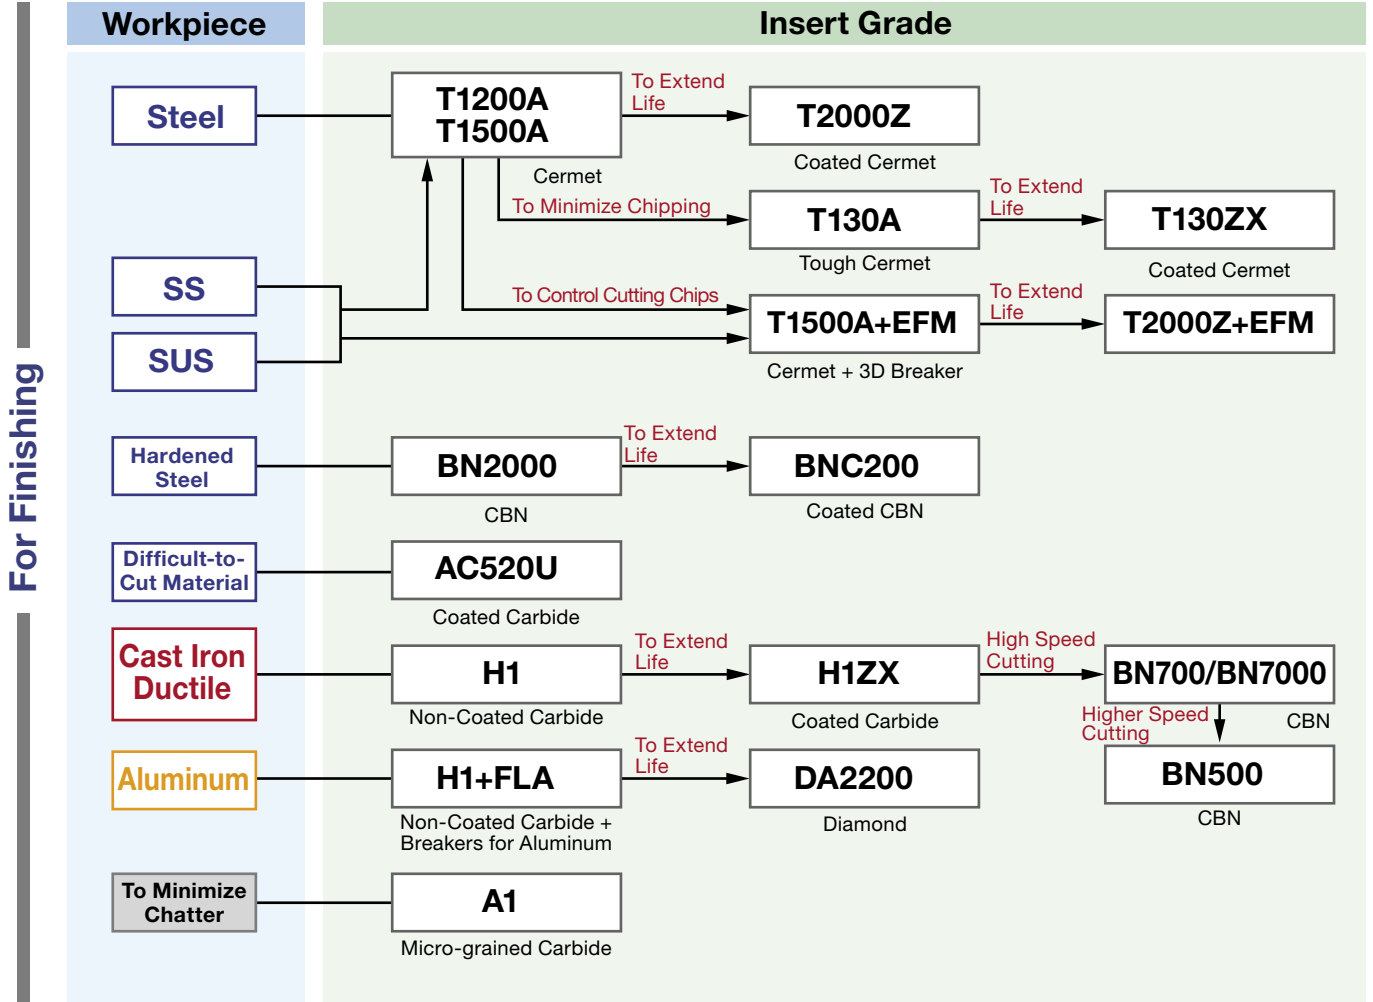 Workpiece
Insert Grade
For Finishing
Steel
T1200A
T1500A
Cermet
To Extend
Life
T2000Z
Coated Cermet
To Minimize Chipping
T130A
Tough Cermet
To Extend
Life
T130ZX
Coated Cermet
SS
SUS
To Control Cutting Chips
T1500A+EFM
Cermet + 3D Breaker
To Extend
Life
T2000Z+EFM
Hardened
Steel
BN2000
CBN
To Extend
Life
BNC200
Coated CBN
Difficult-to-
Cut Material
AC520U
Coated Carbide
Cast Iron
Ductile
H1
Non-Coated Carbide
To Extend
Life
H1ZX
Coated Carbide
High Speed
Cutting
BN700/BN7000
CBN
Higher Speed
Cutting
BN500
CBN
Aluminum
H1+FLA
Non-Coated Carbide +
Breakers for Aluminum
To Extend
Life
DA2200
Diamond
To Minimize
Chatter
A1
Micro-grained Carbide